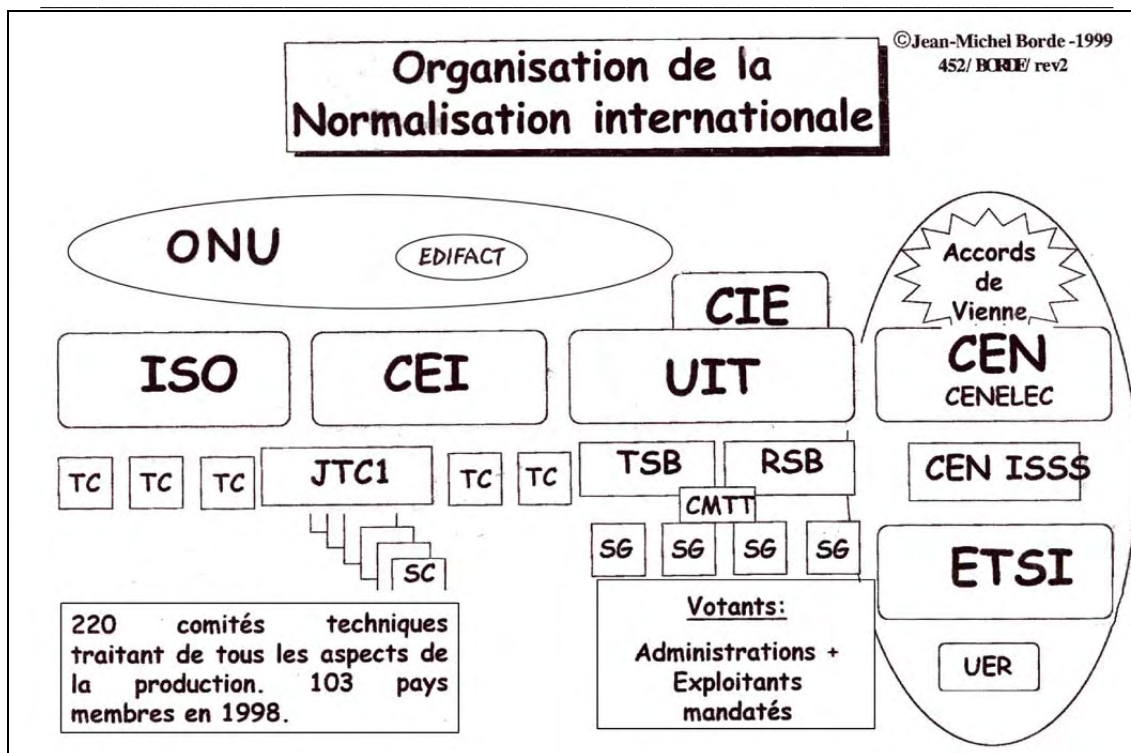 ©Jean-Michel Borde -1999
452/ BORDE/ rev2
Organisation de la
Normalisation internationale
ONU
EDIFACT
Accords
de
Vienne
CIE
ISO
CEI
UIT
CEN
CENELEC
TC
TC
TC
JTC1
TC
TC
TSB
RSB
CEN ISSS
CMTT
SC
SG
SG
SG
SG
ETSI
220 comités techniques
traitant de tous les aspects de
la production. 103 pays
membres en 1998.
Votants:
Administrations +
Exploitants
mandatés
UER